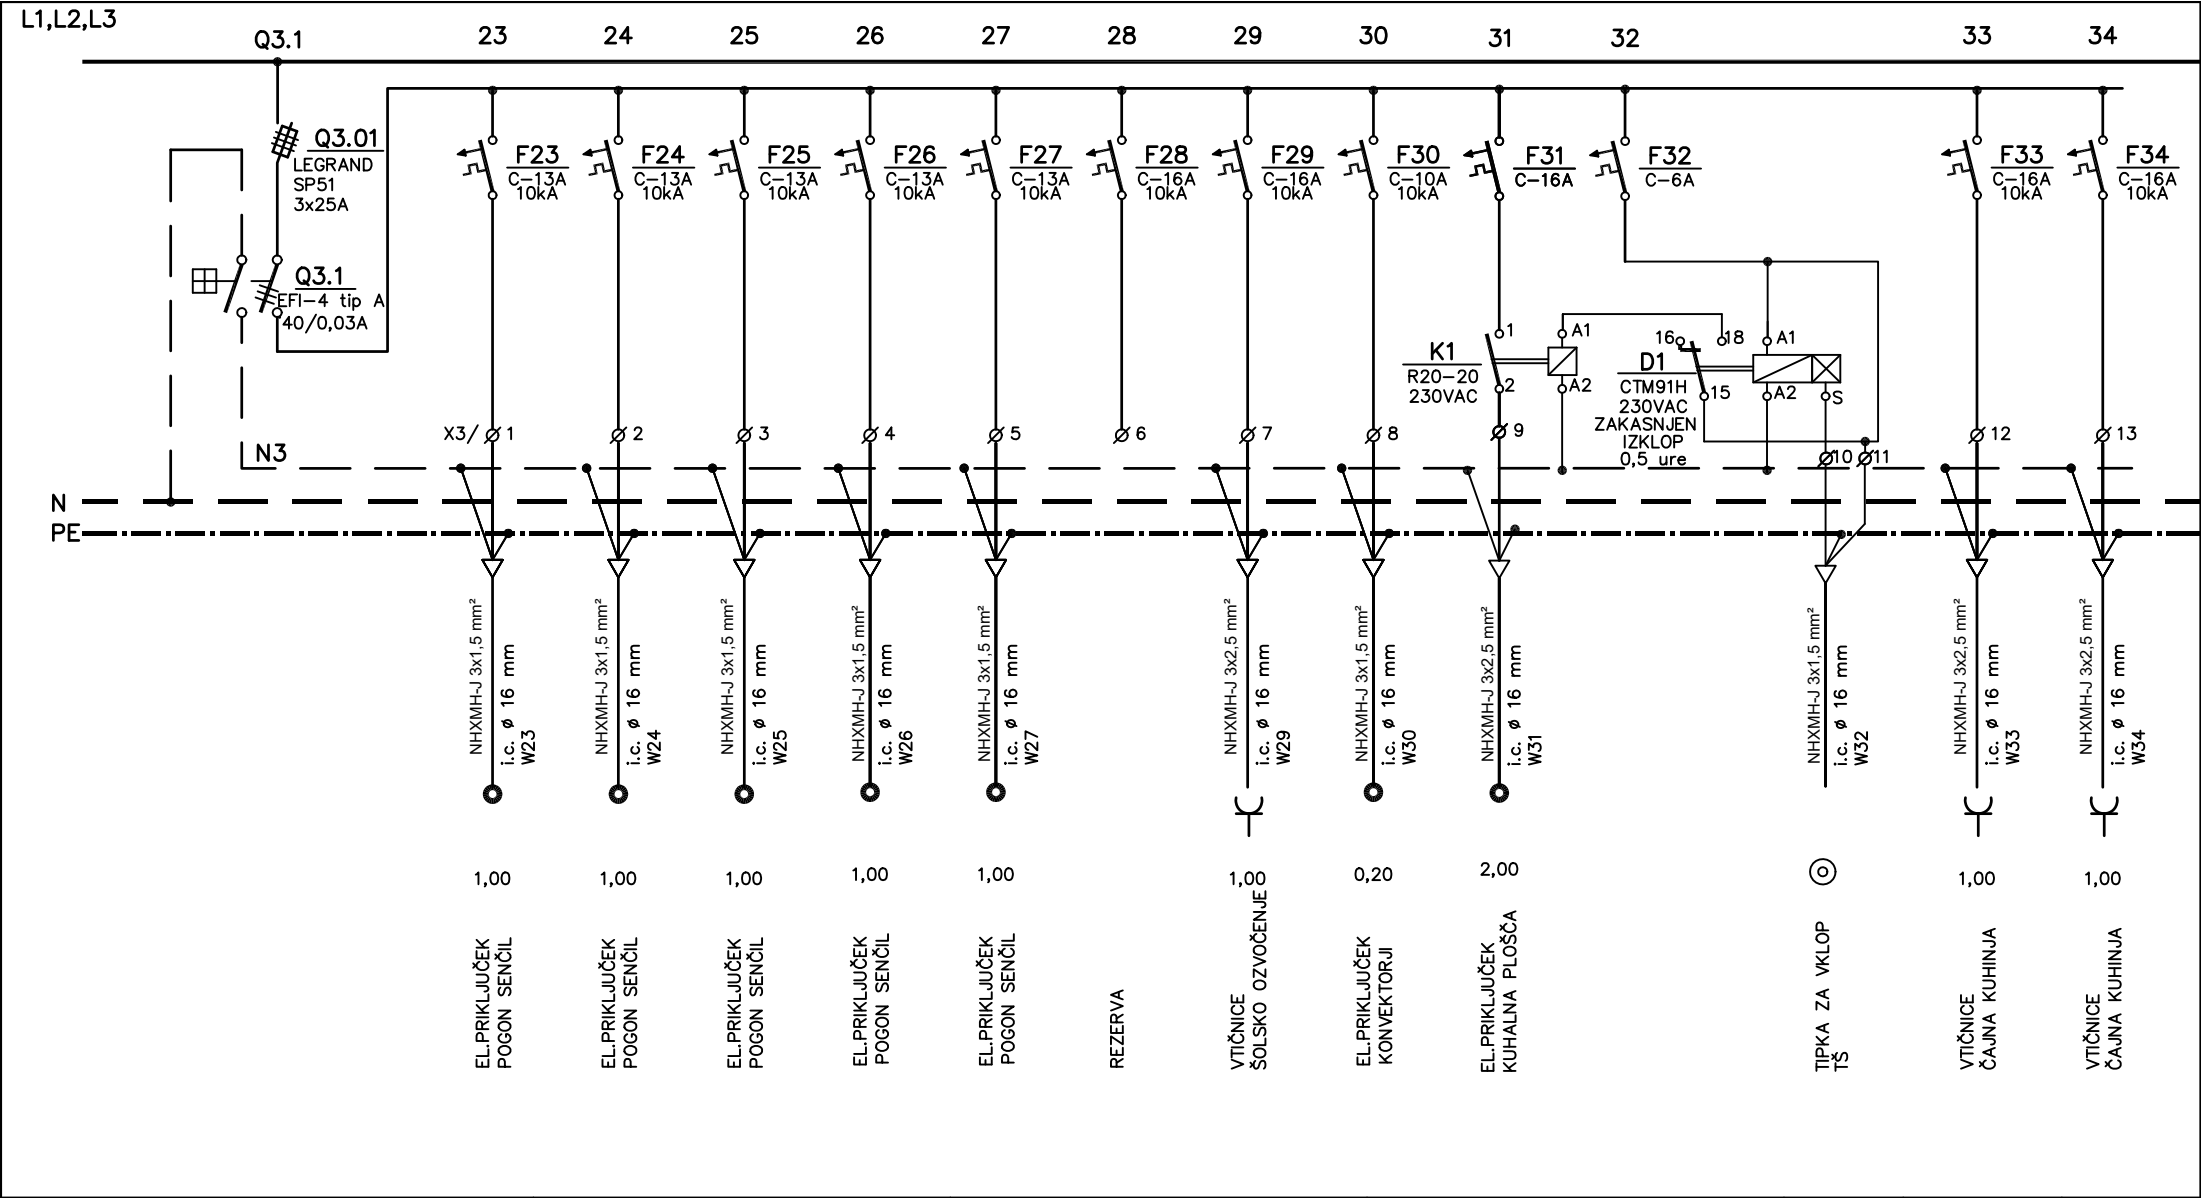 L1,L2,L3
Q3.1
23
24
25
26
27
28
29
30
31
32
33
34
Q3.01
LEGRAND
SP51
3x25A
Q3.1
EFI-4 tip A
40/0,03A
F23
C-13A
10kA
F24
C-13A
10kA
F25
C-13A
10kA
F26
C-13A
10kA
F27
C-13A
10kA
F28
C-16A
10kA
F29
C-16A
10kA
F30
C-10A
10kA
F31
C-16A
F32
C-6A
F33
C-16A
10kA
F34
C-16A
10kA
K1
R20-20
230VAC
1
2
A1
A2
D1
CTM91H
230VAC
ZAKASNJEN
IZKLOP
0,5 ure
16
18
15
A1
A2
S
X3/
1
2
3
4
5
6
7
8
9
10
11
12
13
N3
N
PE
NHXMH-J 3x1,5 mm²
i.c. ø 16 mm
W23
NHXMH-J 3x1,5 mm²
i.c. ø 16 mm
W24
NHXMH-J 3x1,5 mm²
i.c. ø 16 mm
W25
NHXMH-J 3x1,5 mm²
i.c. ø 16 mm
W26
NHXMH-J 3x1,5 mm²
i.c. ø 16 mm
W27
NHXMH-J 3x2,5 mm²
i.c. ø 16 mm
W29
NHXMH-J 3x1,5 mm²
i.c. ø 16 mm
W30
NHXMH-J 3x2,5 mm²
i.c. ø 16 mm
W31
NHXMH-J 3x1,5 mm²
i.c. ø 16 mm
W32
NHXMH-J 3x2,5 mm²
i.c. ø 16 mm
W33
NHXMH-J 3x2,5 mm²
i.c. ø 16 mm
W34
1,00
1,00
1,00
1,00
1,00
1,00
0,20
2,00
1,00
1,00
EL.PRIKLJUČEK
POGON SENČIL
EL.PRIKLJUČEK
POGON SENČIL
EL.PRIKLJUČEK
POGON SENČIL
EL.PRIKLJUČEK
POGON SENČIL
EL.PRIKLJUČEK
POGON SENČIL
REZERVA
VTIČNICE
ŠOLSKO OZVOČENJE
EL.PRIKLJUČEK
KONVEKTORJI
EL.PRIKLJUČEK
KUHALNA PLOŠČA
TIPKA ZA VKLOP
TŠ
VTIČNICE
ČAJNA KUHINJA
VTIČNICE
ČAJNA KUHINJA